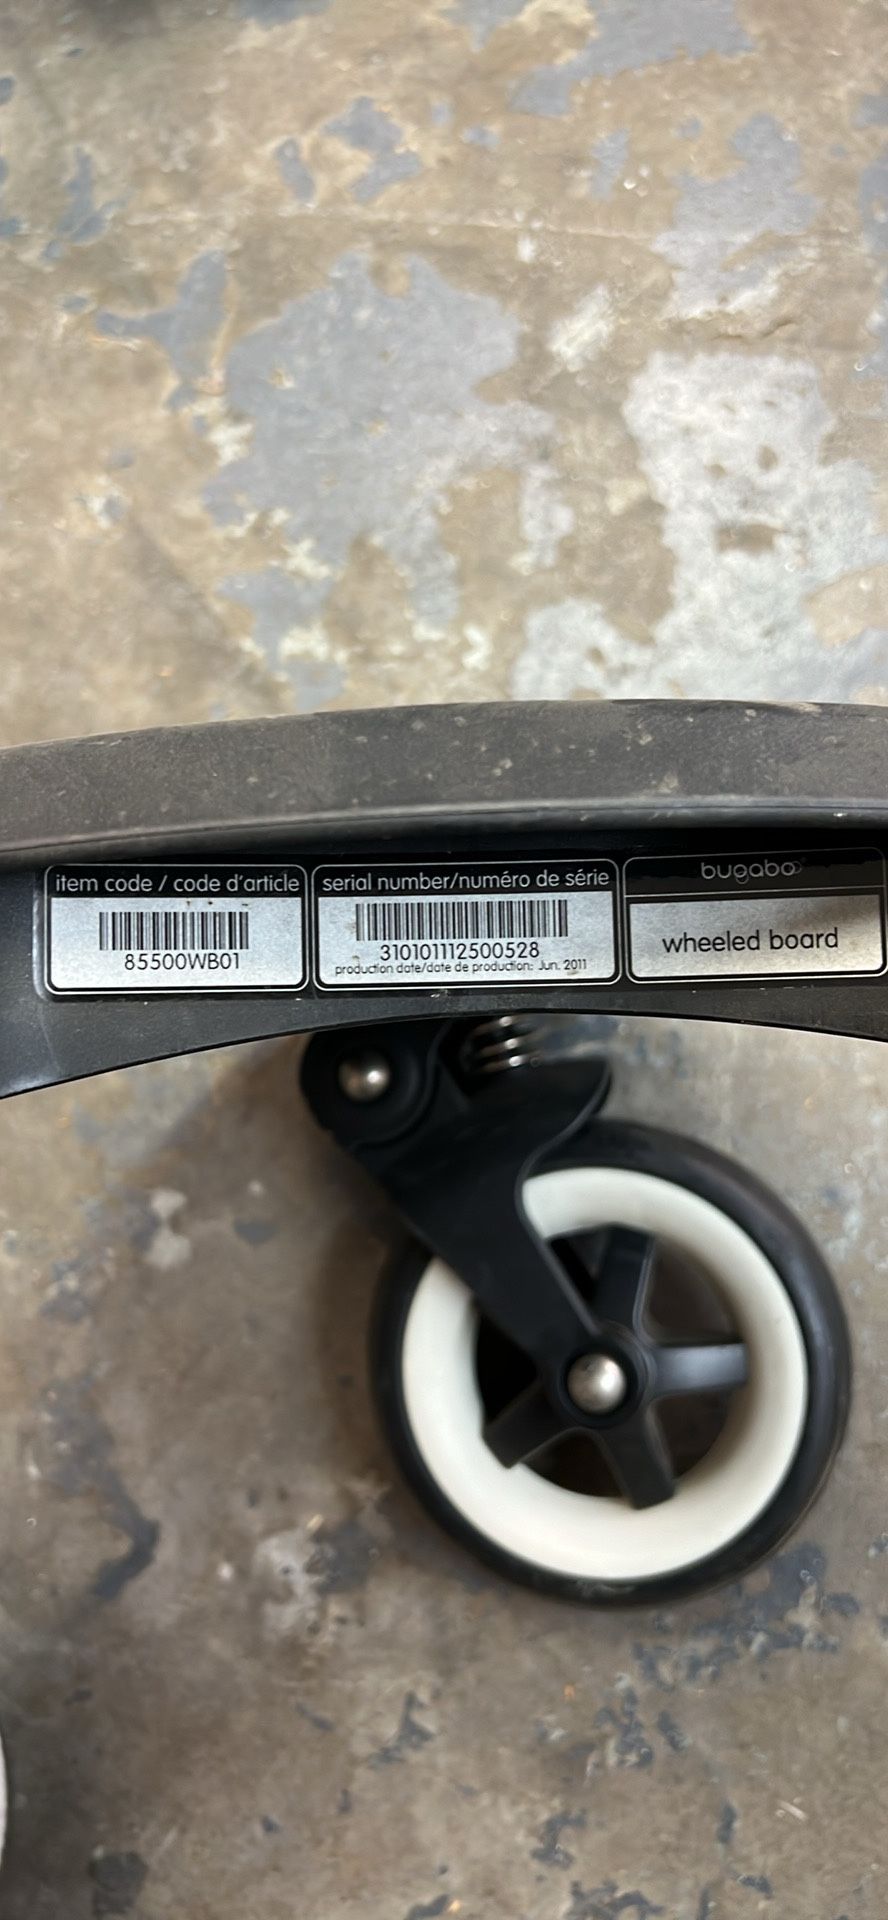 item code / code d'article
85500WB01
serial number/numéro de série
310101112500528
production date/date de production: Jun. 2011
bugaboo
wheeled board